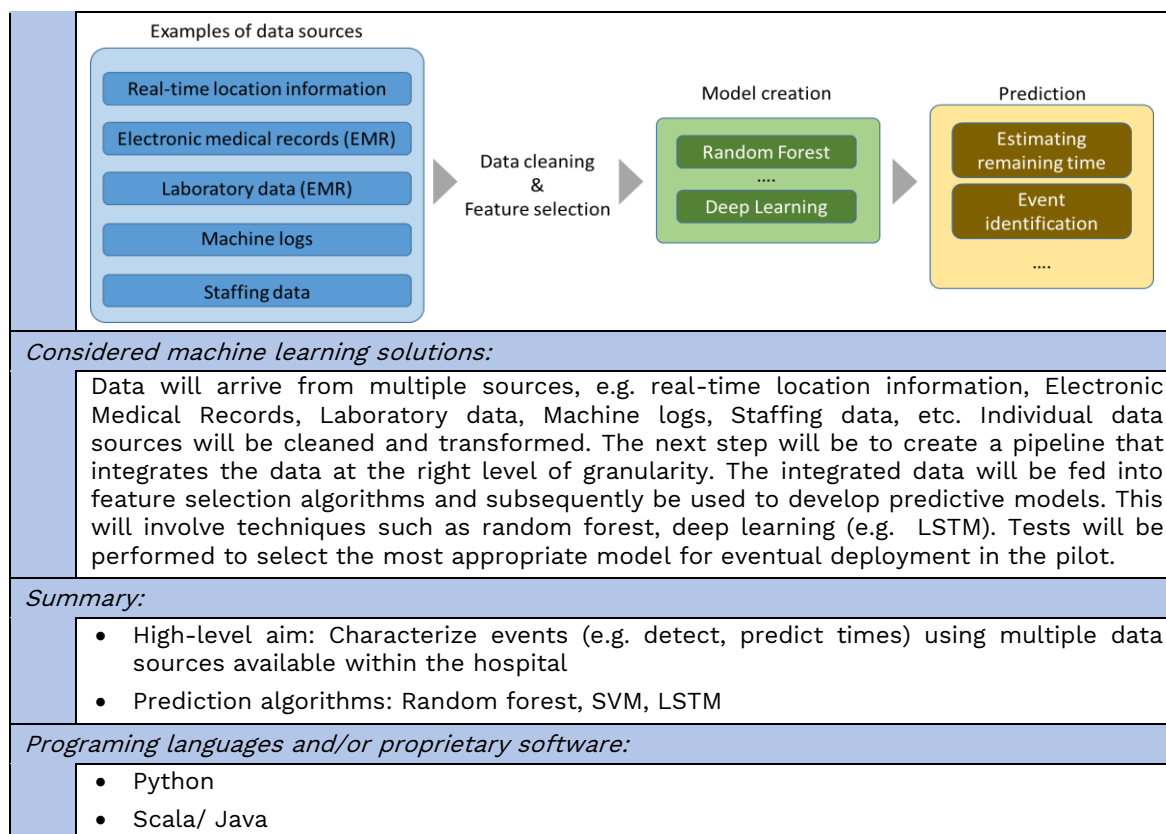 Examples of data sources
Real-time location information
Electronic medical records (EMR)
Laboratory data (EMR)
Machine logs
Staffing data
Data cleaning
&
Feature selection
Model creation
Random Forest
....
Deep Learning
Prediction
Estimating
remaining time
Event
identification
....
Considered machine learning solutions:
Data will arrive from multiple sources, e.g. real-time location information, Electronic
Medical Records, Laboratory data, Machine logs, Staffing data, etc. Individual data
sources will be cleaned and transformed. The next step will be to create a pipeline that
integrates the data at the right level of granularity. The integrated data will be fed into
feature selection algorithms and subsequently be used to develop predictive models. This
will involve techniques such as random forest, deep learning (e.g. LSTM). Tests will be
performed to select the most appropriate model for eventual deployment in the pilot.
Summary:
• High-level aim: Characterize events (e.g. detect, predict times) using multiple data
sources available within the hospital
• Prediction algorithms: Random forest, SVM, LSTM
Programing languages and/or proprietary software:
• Python
• Scala/ Java